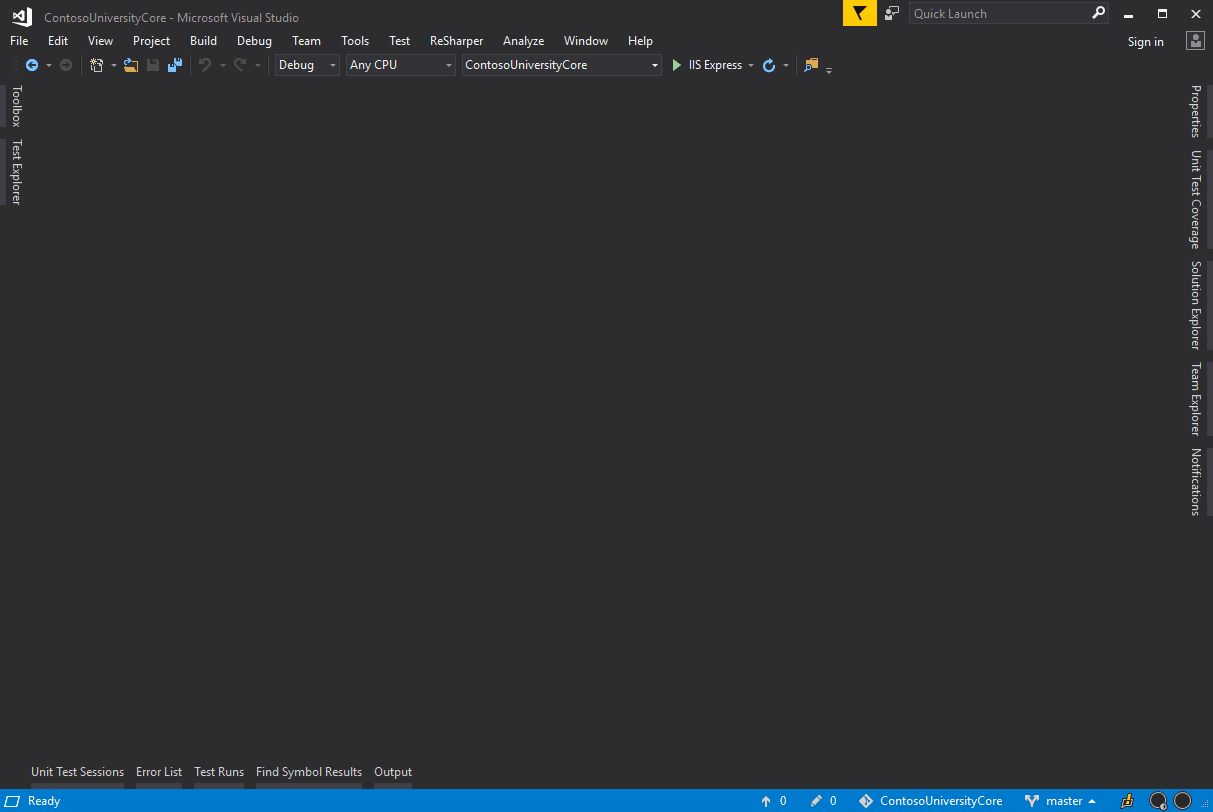 ContosoUniversityCore - Microsoft Visual Studio
Quick Launch
File Edit View Project Build Debug Team Tools Test ReSharper Analyze Window Help
Sign in
Debug Any CPU ContosoUniversityCore IIS Express
Toolbox
Test Explorer
Properties
Unit Test Coverage
Solution Explorer
Team Explorer
Notifications
Unit Test Sessions Error List Test Runs Find Symbol Results Output
Ready 0 0 ContosoUniversityCore master